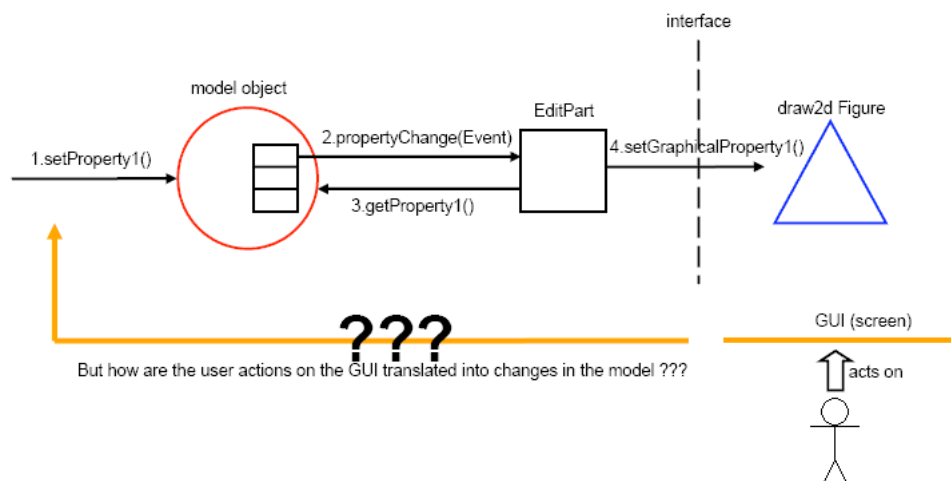 interface
model object
EditPart
draw2d Figure
2.propertyChange(Event)
1.setProperty1()
4.setGraphicalProperty1()
3.getProperty1()
???
GUI (screen)
But how are the user actions on the GUI translated into changes in the model ???
acts on